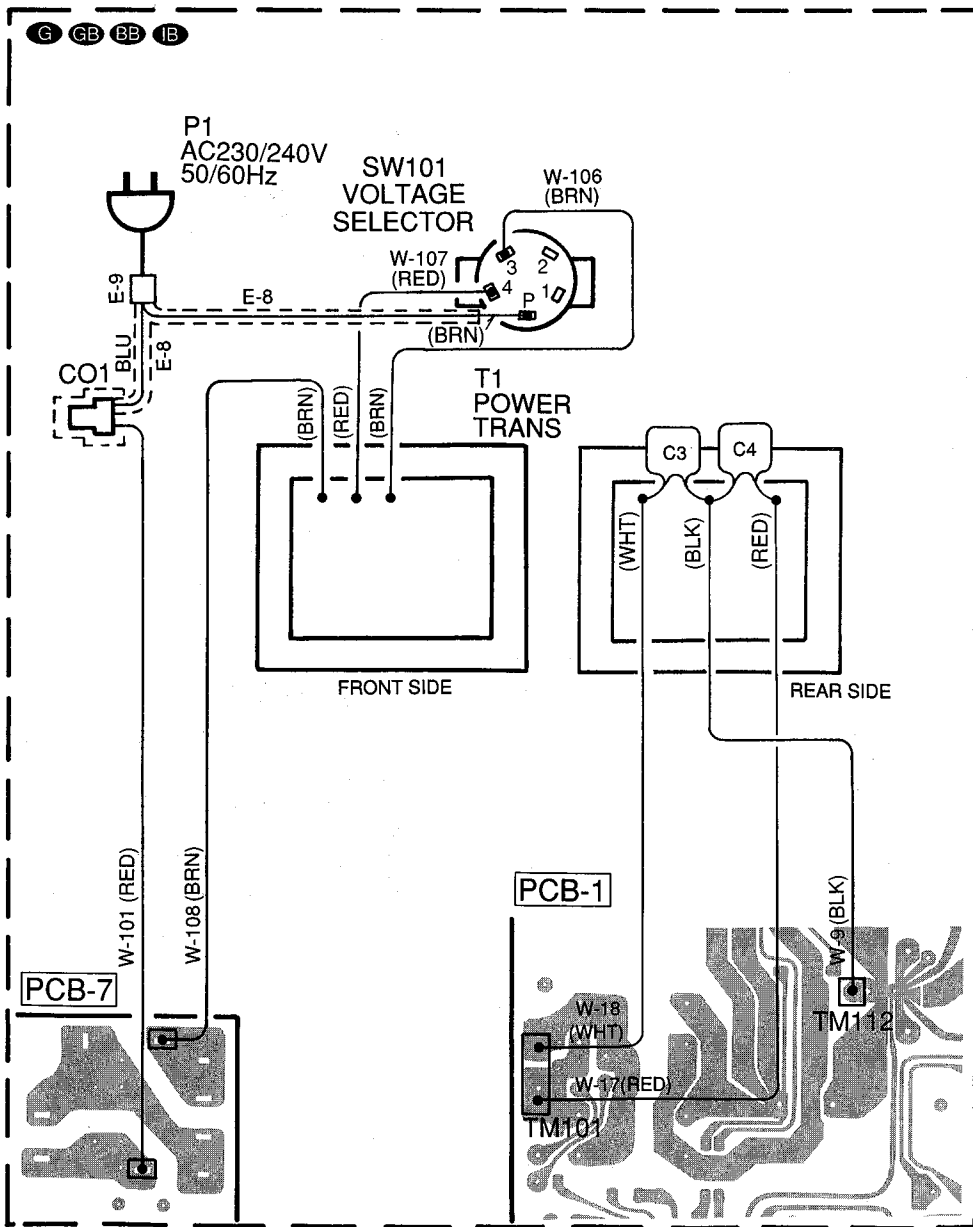 G GB BB IB
P1
AC230/240V
50/60Hz
SW101
VOLTAGE
SELECTOR
W-106
(BRN)
W-107
(RED)
3
2
4
1
P
E-9
E-8
(BRN)
BLU
E-8
CO1
T1
POWER
TRANS
(BRN)
(RED)
(BRN)
C3
C4
(WHT)
(BLK)
(RED)
FRONT SIDE
REAR SIDE
W-101 (RED)
W-108 (BRN)
PCB-1
W-9 (BLK)
PCB-7
W-18
(WHT)
TM112
W-17(RED)
TM101